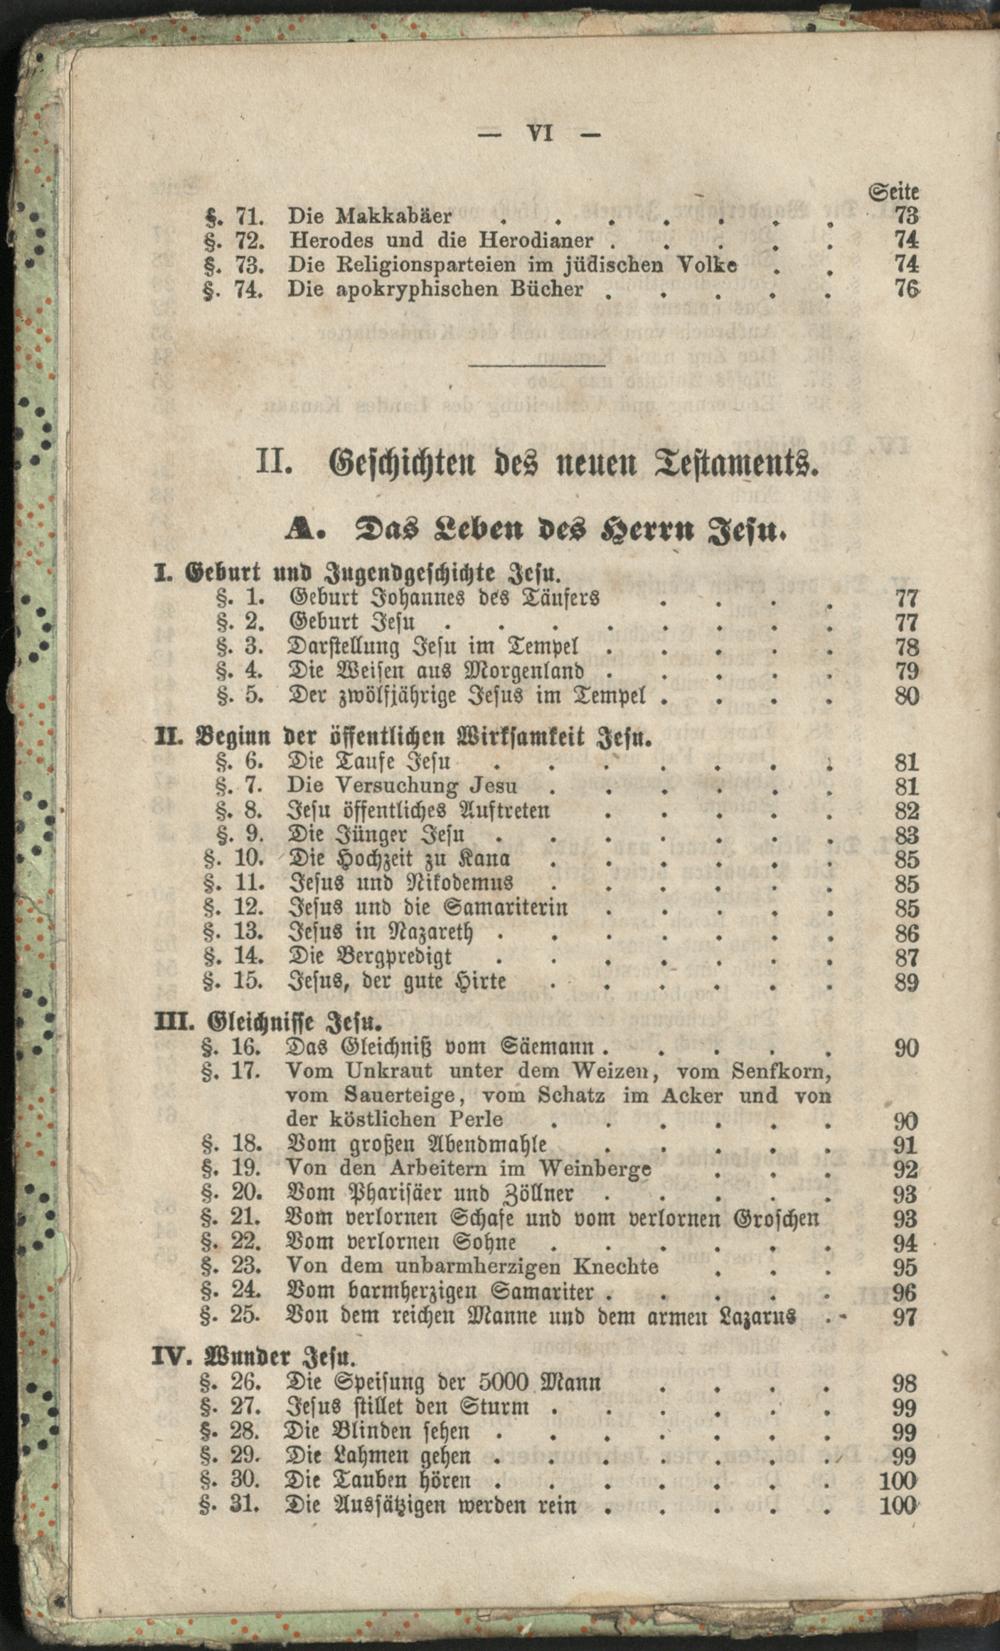 — VI —
Seite
§. 71. Die Makkabäer . . . . . . . 73
§. 72. Herodes und die Herodianer . . . . . 74
§. 73. Die Religionsparteien im jüdischen Volke . . 74
§. 74. Die apokryphischen Bücher . . . . . 76
II. Geschichten des neuen Testaments.
A. Das Leben des Herrn Jesu.
I. Geburt und Jugendgeschichte Jesu.
§. 1. Geburt Johannes des Täufers . . . . 77
§. 2. Geburt Jesu . . . . . . . . 77
§. 3. Darstellung Jesu im Tempel . . . . . 78
§. 4. Die Weisen aus Morgenland . . . . . 79
§. 5. Der zwölfjährige Jesus im Tempel . . . . 80
II. Beginn der öffentlichen Wirksamkeit Jesu.
§. 6. Die Taufe Jesu . . . . . . . 81
§. 7. Die Versuchung Jesu . . . . . . 81
§. 8. Jesu öffentliches Auftreten . . . . . 82
§. 9. Die Jünger Jesu . . . . . . . 83
§. 10. Die Hochzeit zu Kana . . . . . . 85
§. 11. Jesus und Nikodemus . . . . . . 85
§. 12. Jesus und die Samariterin . . . . . 85
§. 13. Jesus in Nazareth . . . . . . . 86
§. 14. Die Bergpredigt . . . . . . . 87
§. 15. Jesus, der gute Hirte . . . . . . 89
III. Gleichnisse Jesu.
§. 16. Das Gleichniß vom Säemann . . . . . 90
§. 17. Vom Unkraut unter dem Weizen, vom Senfkorn,
vom Sauerteige, vom Schatz im Acker und von
der köstlichen Perle . . . . . . 90
§. 18. Vom großen Abendmahle . . . . . 91
§. 19. Von den Arbeitern im Weinberge . . . 92
§. 20. Vom Pharisäer und Zöllner . . . . . 93
§. 21. Vom verlornen Schafe und vom verlornen Groschen 93
§. 22. Vom verlornen Sohne . . . . . . 94
§. 23. Von dem unbarmherzigen Knechte . . . 95
§. 24. Vom barmherzigen Samariter . . . . . 96
§. 25. Von dem reichen Manne und dem armen Lazarus . 97
IV. Wunder Jesu.
§. 26. Die Speisung der 5000 Mann . . . . 98
§. 27. Jesus stillet den Sturm . . . . . . 99
§. 28. Die Blinden sehen . . . . . . . 99
§. 29. Die Lahmen gehen . . . . . . . 99
§. 30. Die Tauben hören . . . . . . . 100
§. 31. Die Aussätzigen werden rein . . . . . 100